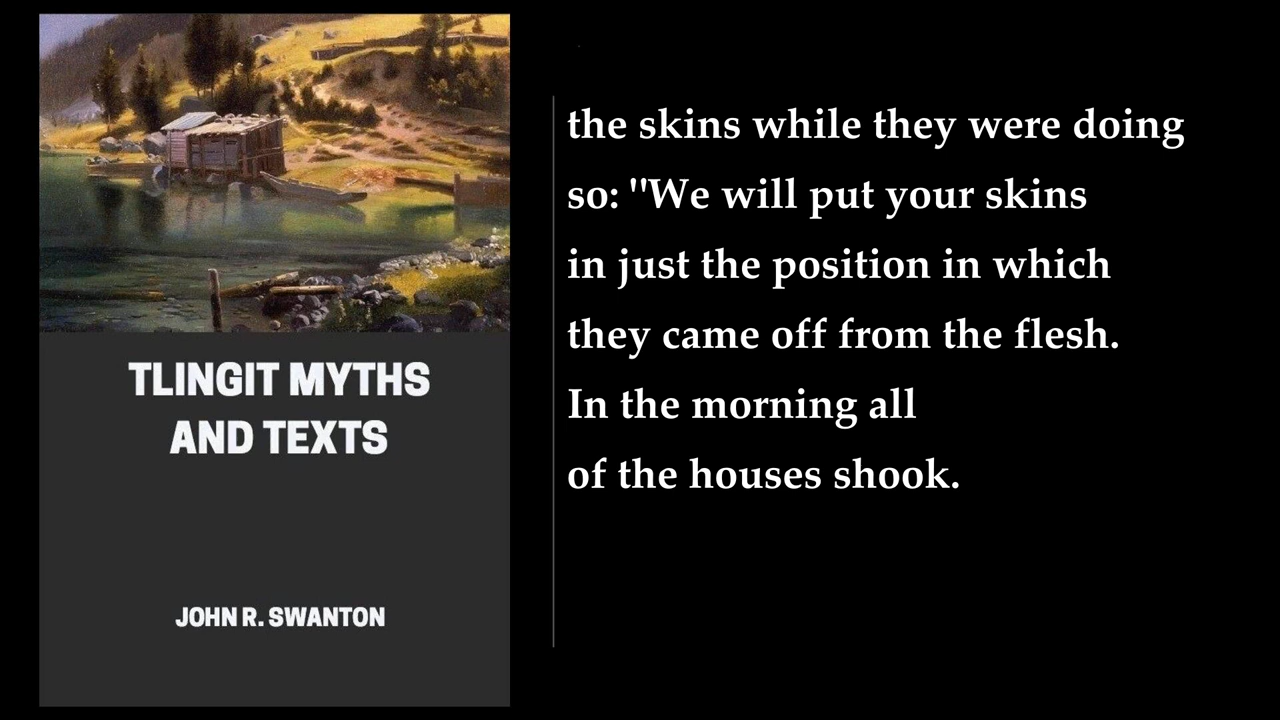 TLINGIT MYTHS
AND TEXTS
JOHN R. SWANTON
the skins while they were doing
so: "We will put your skins
in just the position in which
they came off from the flesh.
In the morning all
of the houses shook.